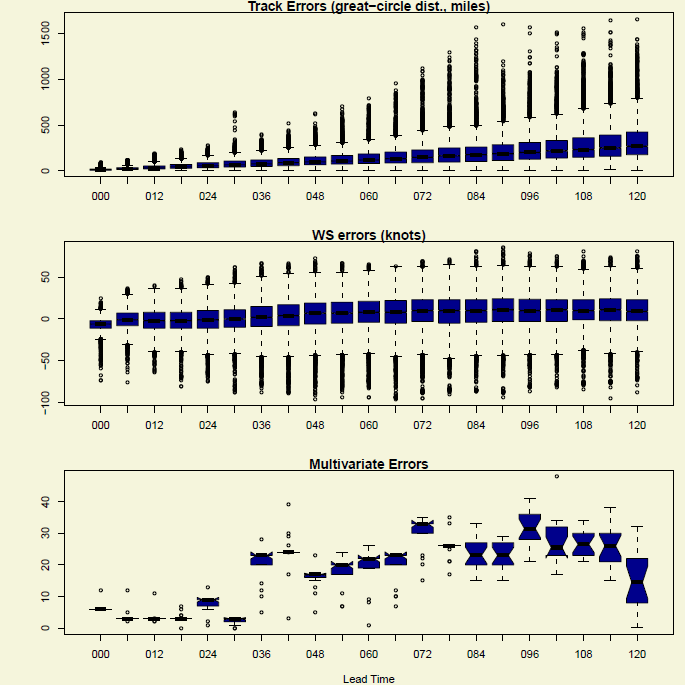 Track Errors (great−circle dist., miles)
1500
1000
500
0
000 012 024 036 048 060 072 084 096 108 120
WS errors (knots)
50
0
−50
−100
000 012 024 036 048 060 072 084 096 108 120
Multivariate Errors
40
30
20
10
0
000 012 024 036 048 060 072 084 096 108 120
Lead Time